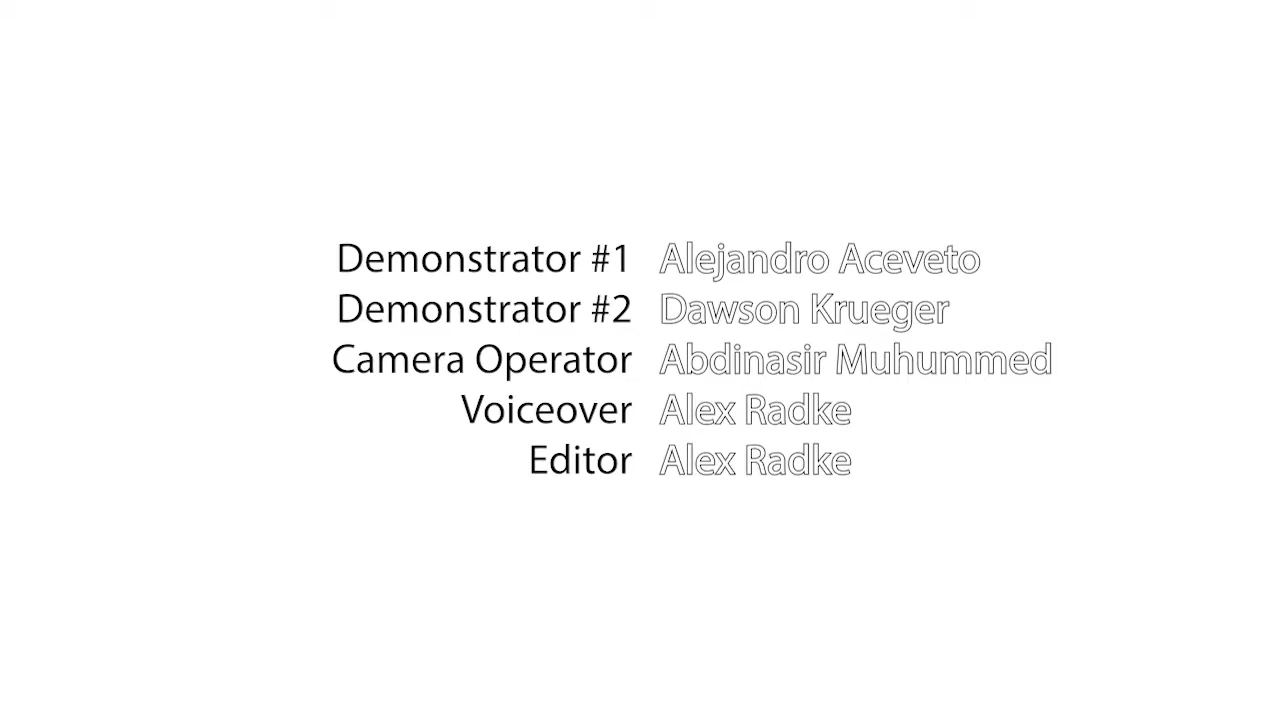 Demonstrator #1 Alejandro Aceveto
Demonstrator #2 Dawson Krueger
Camera Operator Abdinasir Muhummed
Voiceover Alex Radke
Editor Alex Radke